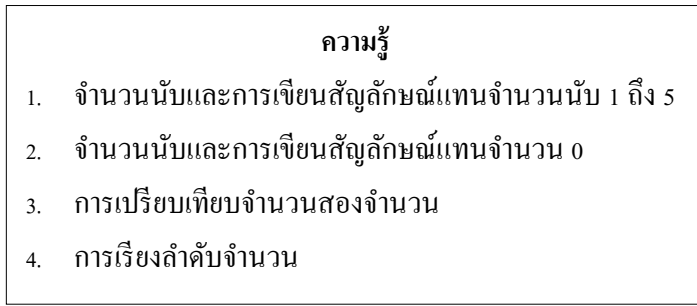 ความรู้
1. จำนวนนับและการเขียนสัญลักษณ์แทนจำนวนนับ 1 ถึง 5
2. จำนวนนับและการเขียนสัญลักษณ์แทนจำนวน 0
3. การเปรียบเทียบจำนวนสองจำนวน
4. การเรียงลำดับจำนวน